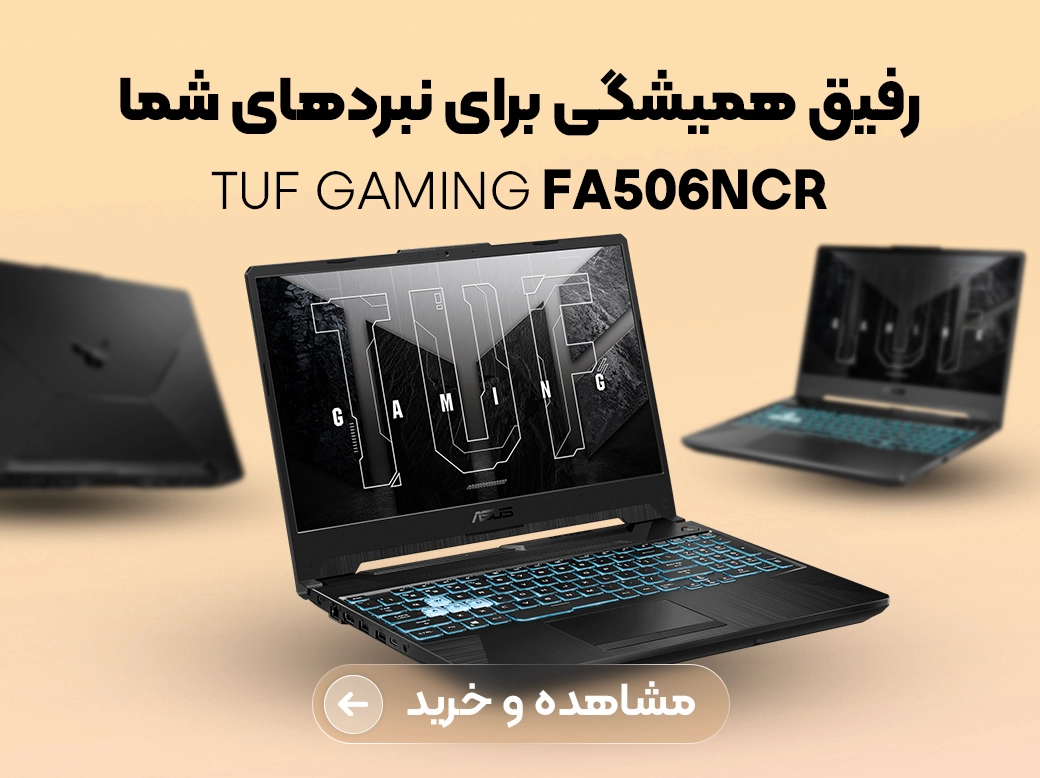 رفیق همیشگی برای نبردهای شما
TUF GAMING FA506NCR
TUF
GAMING
ASUS
مشاهده و خرید